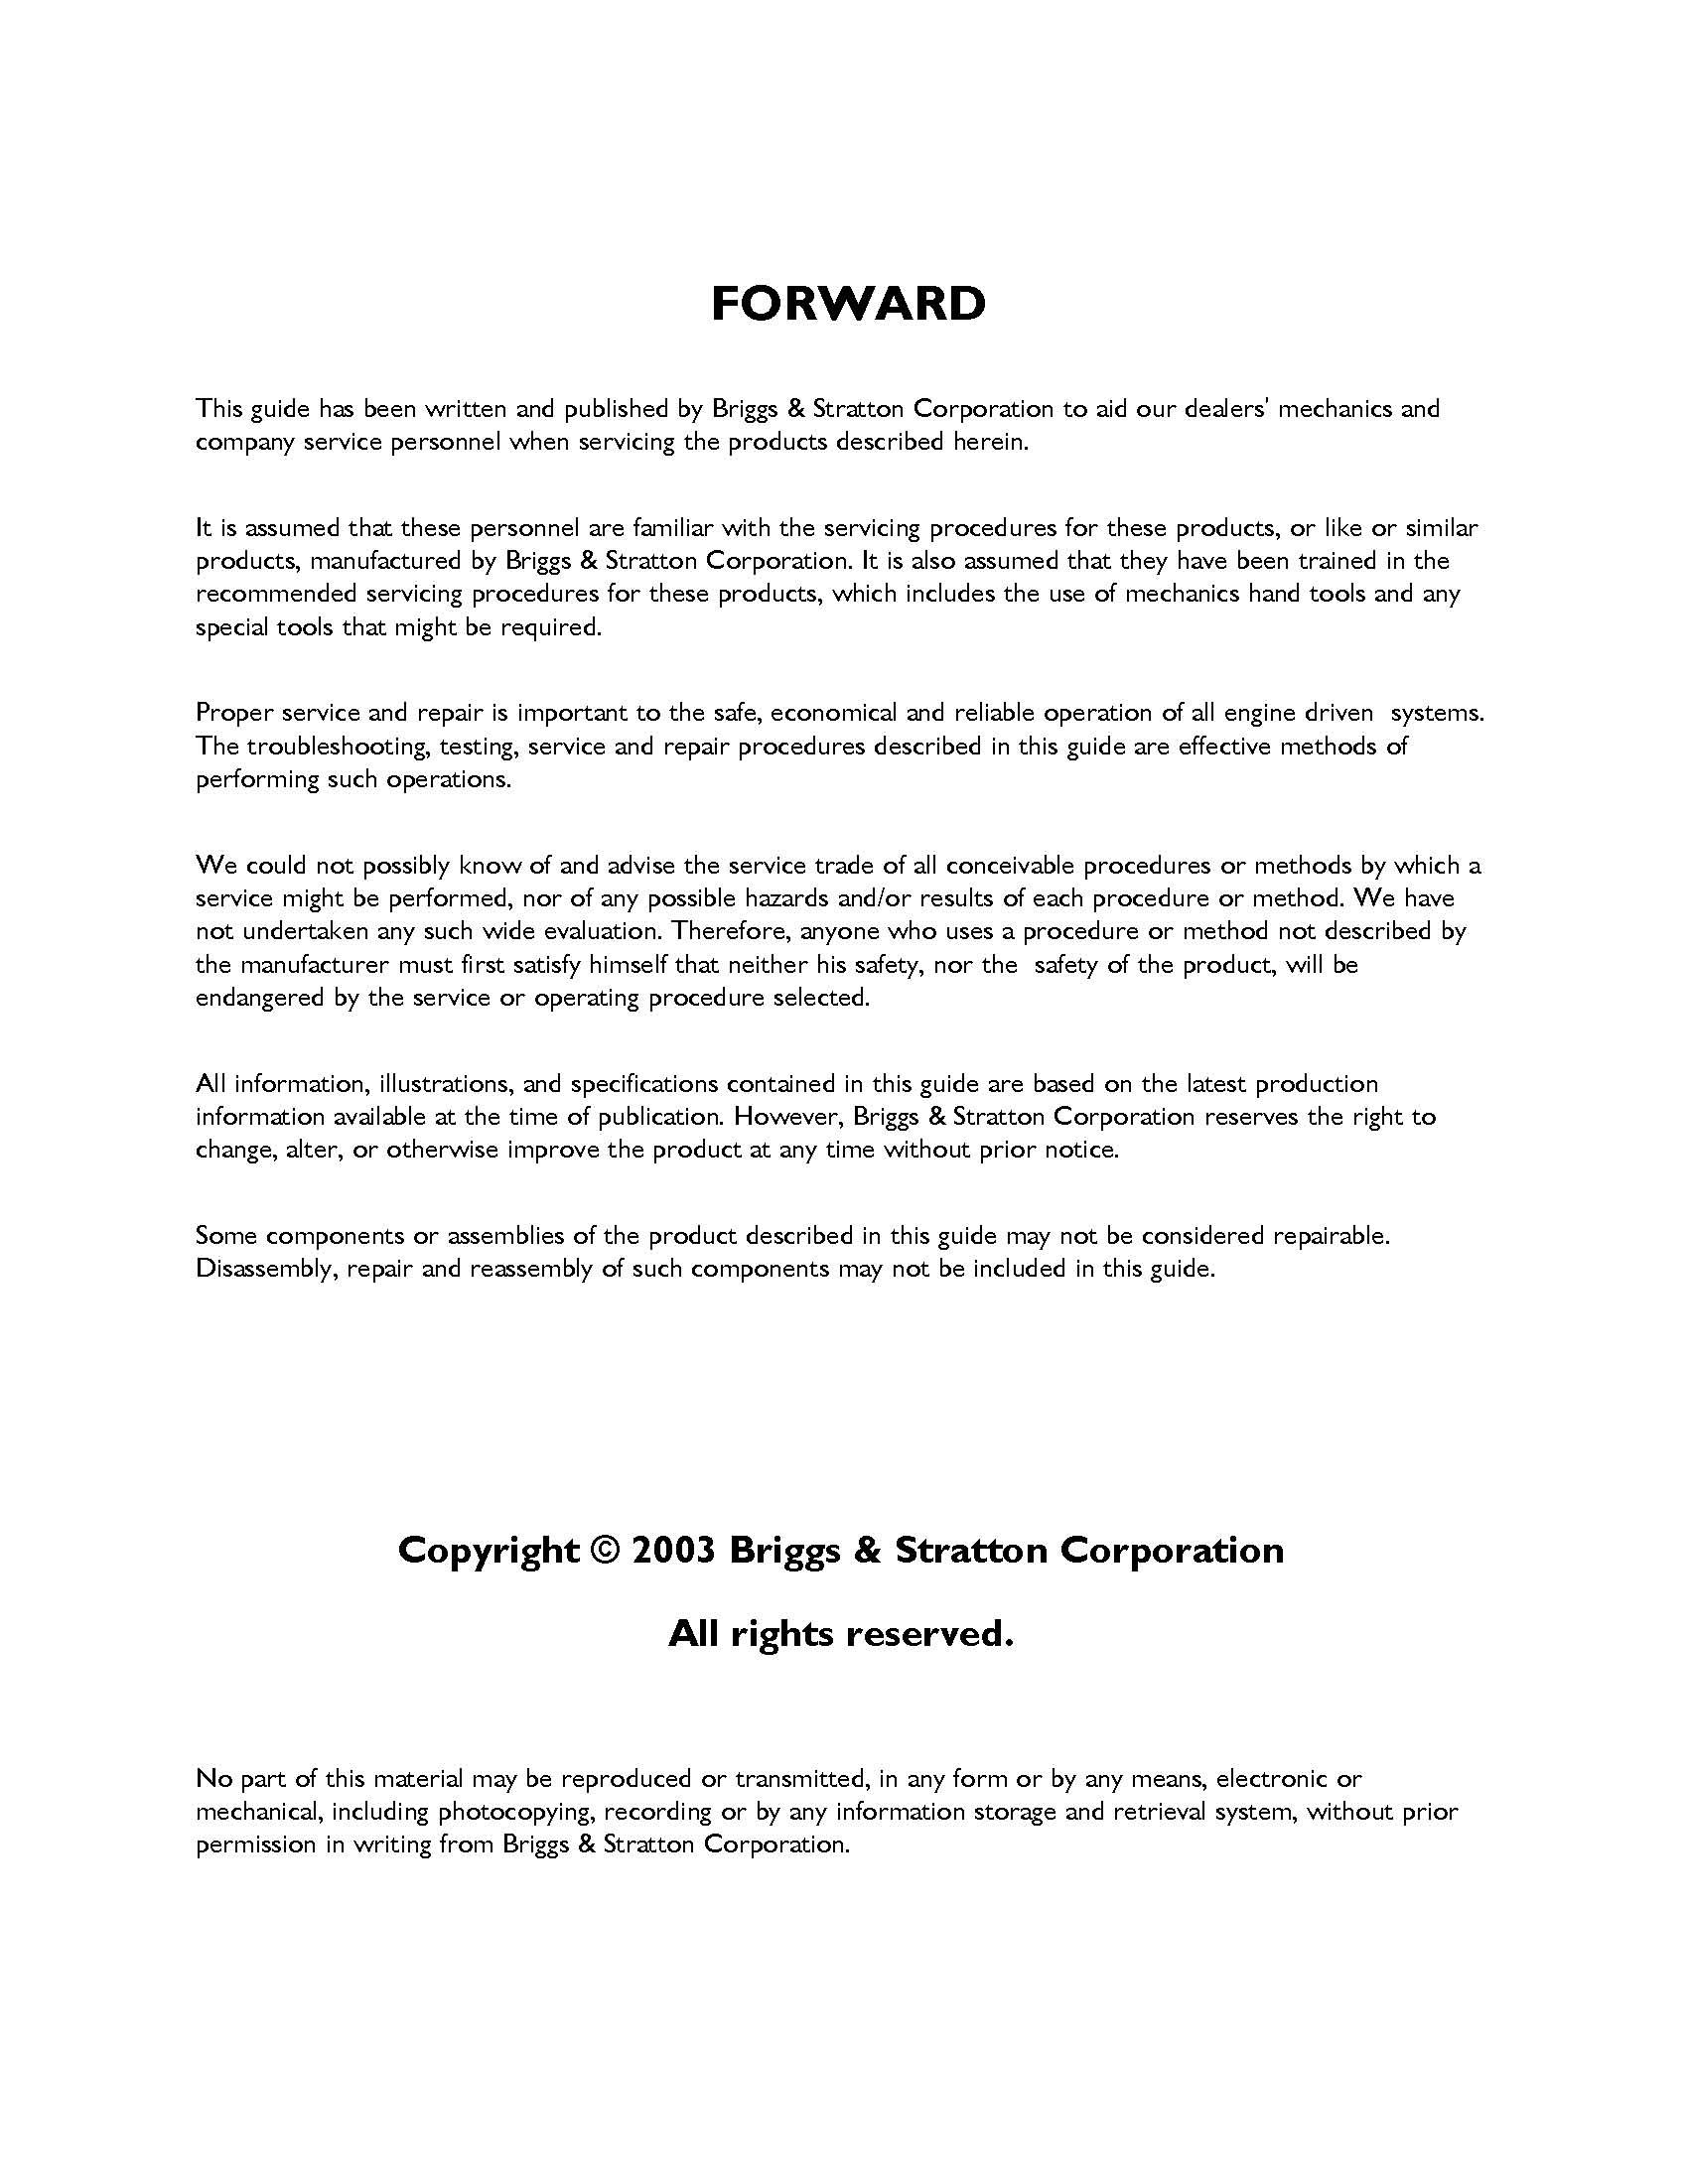 FORWARD
This guide has been written and published by Briggs & Stratton Corporation to aid our dealers' mechanics and
company service personnel when servicing the products described herein.
It is assumed that these personnel are familiar with the servicing procedures for these products, or like or similar
products, manufactured by Briggs & Stratton Corporation. It is also assumed that they have been trained in the
recommended servicing procedures for these products, which includes the use of mechanics hand tools and any
special tools that might be required.
Proper service and repair is important to the safe, economical and reliable operation of all engine driven  systems.
The troubleshooting, testing, service and repair procedures described in this guide are effective methods of
performing such operations.
We could not possibly know of and advise the service trade of all conceivable procedures or methods by which a
service might be performed, nor of any possible hazards and/or results of each procedure or method. We have
not undertaken any such wide evaluation. Therefore, anyone who uses a procedure or method not described by
the manufacturer must first satisfy himself that neither his safety, nor the  safety of the product, will be
endangered by the service or operating procedure selected.
All information, illustrations, and specifications contained in this guide are based on the latest production
information available at the time of publication. However, Briggs & Stratton Corporation reserves the right to
change, alter, or otherwise improve the product at any time without prior notice.
Some components or assemblies of the product described in this guide may not be considered repairable.
Disassembly, repair and reassembly of such components may not be included in this guide.
Copyright © 2003 Briggs & Stratton Corporation
All rights reserved.
No part of this material may be reproduced or transmitted, in any form or by any means, electronic or
mechanical, including photocopying, recording or by any information storage and retrieval system, without prior
permission in writing from Briggs & Stratton Corporation.